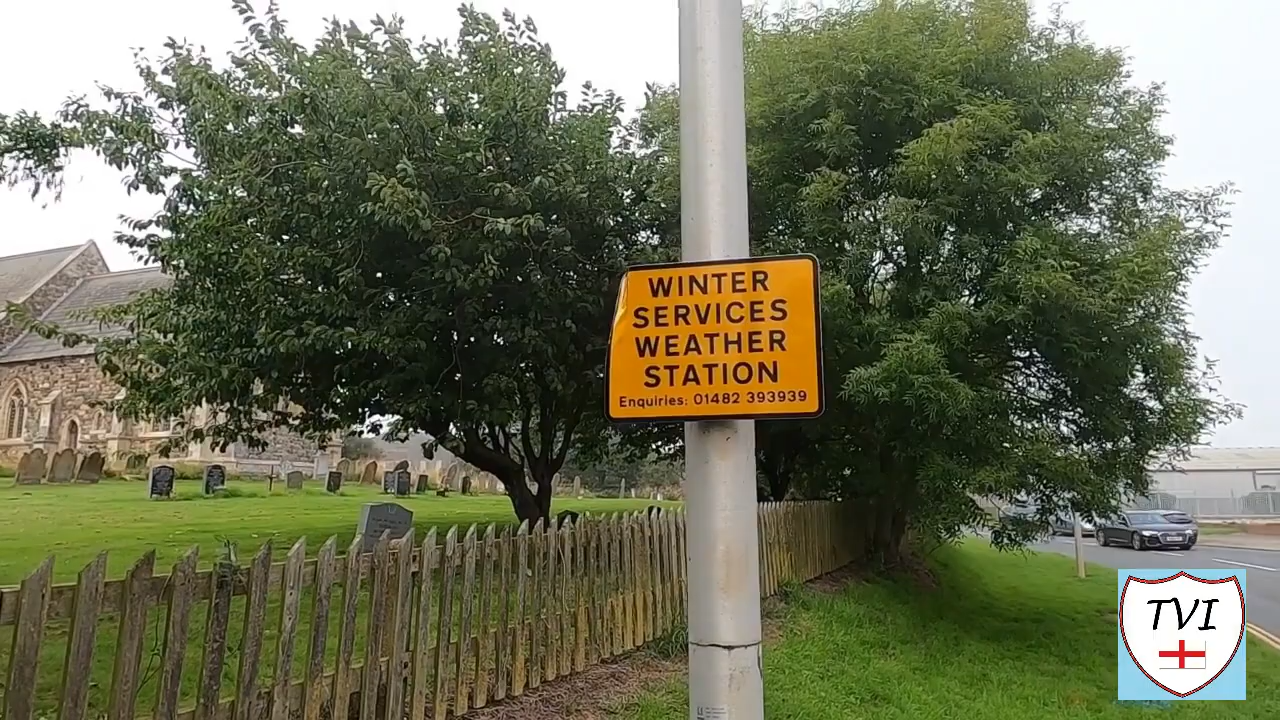 WINTER
SERVICES
WEATHER
STATION
Enquiries: 01482 393939
TVI